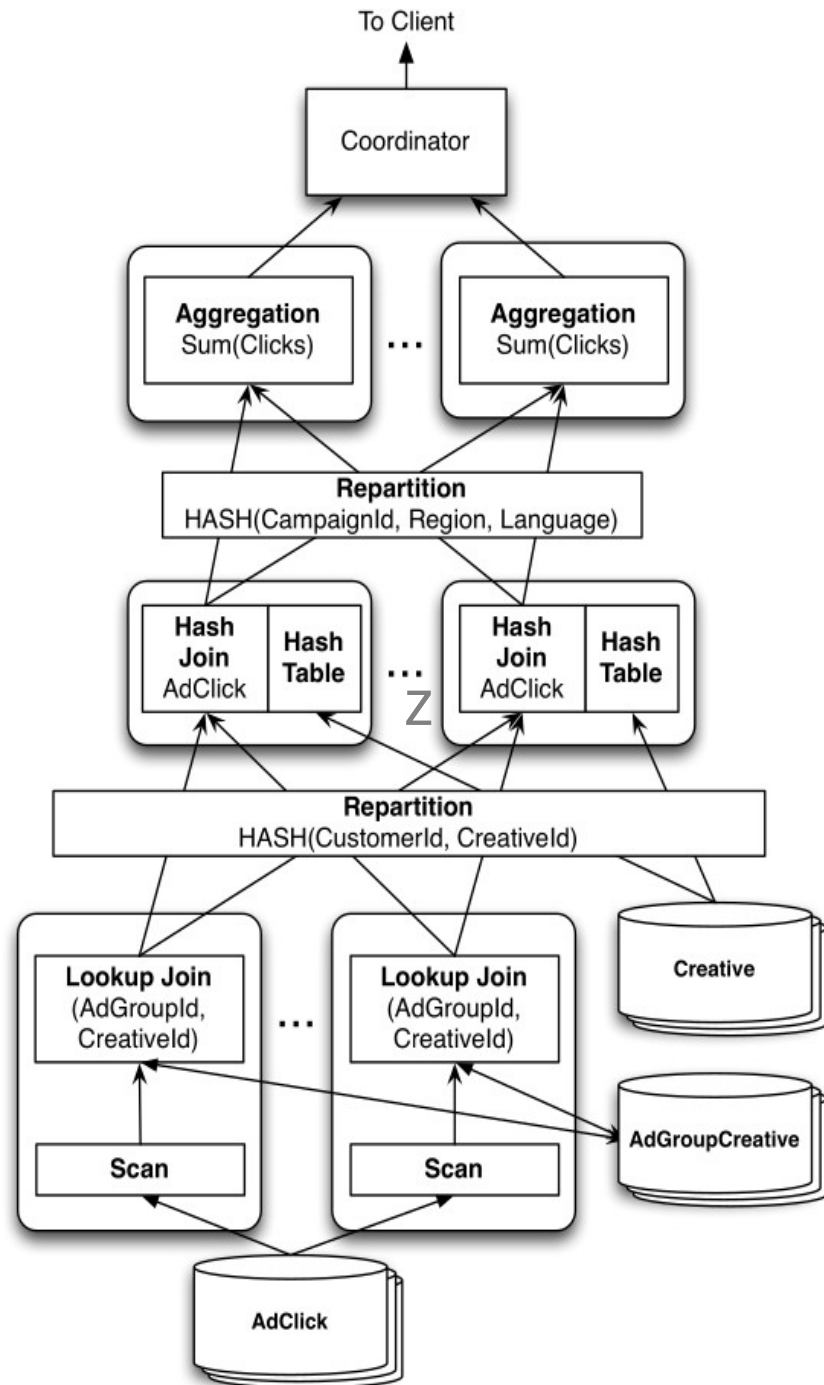 To Client
Coordinator
Aggregation
Sum(Clicks)
...
Aggregation
Sum(Clicks)
Repartition
HASH(CampaignId, Region, Language)
Hash
Join
AdClick
Hash
Table
...
Hash
Join
AdClick
Hash
Table
Z
Repartition
HASH(CustomerId, CreativeId)
Lookup Join
(AdGroupId,
CreativeId)
...
Lookup Join
(AdGroupId,
CreativeId)
Creative
AdGroupCreative
Scan
Scan
AdClick